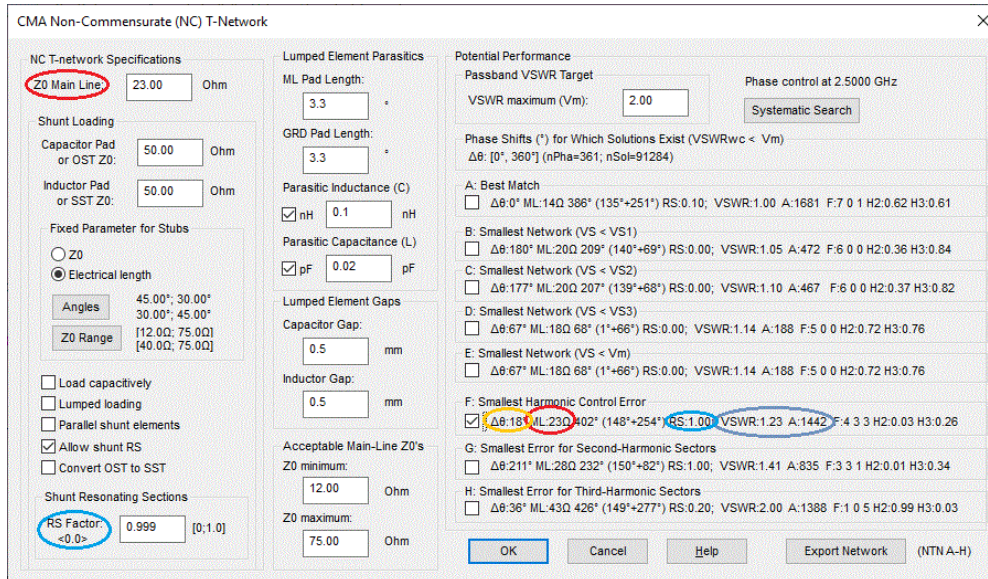 CMA Non-Commensurate (NC) T-Network
NC T-network Specifications
Z0 Main Line: 23.00 Ohm
Shunt Loading
Capacitor Pad
or OST Z0: 50.00 Ohm
Inductor Pad
or SST Z0: 50.00 Ohm
Fixed Parameter for Stubs
Z0
Electrical length
Angles 45.00°; 30.00°
30.00°; 45.00°
Z0 Range [12.0Ω; 75.0Ω]
[40.0Ω; 75.0Ω]
Load capacitively
Lumped loading
Parallel shunt elements
Allow shunt RS
Convert OST to SST
Shunt Resonating Sections
RS Factor: 0.999 [0;1.0]
<0.0>
Lumped Element Parasitics
ML Pad Length:
3.3 °
GRD Pad Length:
3.3 °
Parasitic Inductance (C)
nH 0.1 nH
Parasitic Capacitance (L)
pF 0.02 pF
Lumped Element Gaps
Capacitor Gap:
0.5 mm
Inductor Gap:
0.5 mm
Acceptable Main-Line Z0's
Z0 minimum:
12.00 Ohm
Z0 maximum:
75.00 Ohm
Potential Performance
Passband VSWR Target
VSWR maximum (Vm): 2.00
Phase control at 2.5000 GHz
Systematic Search
Phase Shifts (°) for Which Solutions Exist (VSWRwc < Vm)
Δθ: [0°, 360°] (nPha=361; nSol=91284)
A: Best Match
Δθ:0° ML:14Ω 386° (135°+251°) RS:0.10; VSWR:1.00 A:1681 F:7 0 1 H2:0.62 H3:0.61
B: Smallest Network (VS < VS1)
Δθ:180° ML:20Ω 209° (140°+69°) RS:0.00; VSWR:1.05 A:472 F:6 0 0 H2:0.36 H3:0.84
C: Smallest Network (VS < VS2)
Δθ:177° ML:20Ω 207° (139°+68°) RS:0.00; VSWR:1.10 A:467 F:6 0 0 H2:0.37 H3:0.82
D: Smallest Network (VS < VS3)
Δθ:67° ML:18Ω 68° (1°+66°) RS:0.00; VSWR:1.14 A:188 F:5 0 0 H2:0.72 H3:0.76
E: Smallest Network (VS < Vm)
Δθ:67° ML:18Ω 68° (1°+66°) RS:0.00; VSWR:1.14 A:188 F:5 0 0 H2:0.72 H3:0.76
F: Smallest Harmonic Control Error
Δθ:18° ML:23Ω 402° (148°+254°) RS:1.00; VSWR:1.23 A:1442 F:4 3 3 H2:0.03 H3:0.26
G: Smallest Error for Second-Harmonic Sectors
Δθ:211° ML:28Ω 232° (150°+82°) RS:1.00; VSWR:1.41 A:835 F:3 3 1 H2:0.01 H3:0.34
H: Smallest Error for Third-Harmonic Sectors
Δθ:36° ML:43Ω 426° (149°+277°) RS:0.20; VSWR:2.00 A:1388 F:1 0 5 H2:0.99 H3:0.03
OK Cancel Help Export Network (NTN A-H)